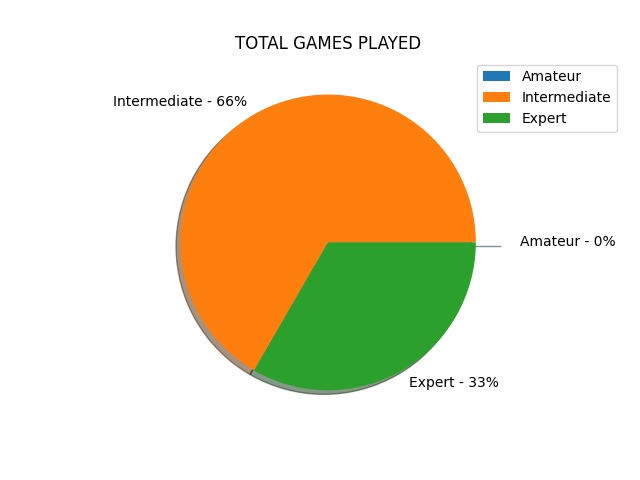 TOTAL GAMES PLAYED
Amateur
Intermediate
Expert
Intermediate - 66%
Amateur - 0%
Expert - 33%